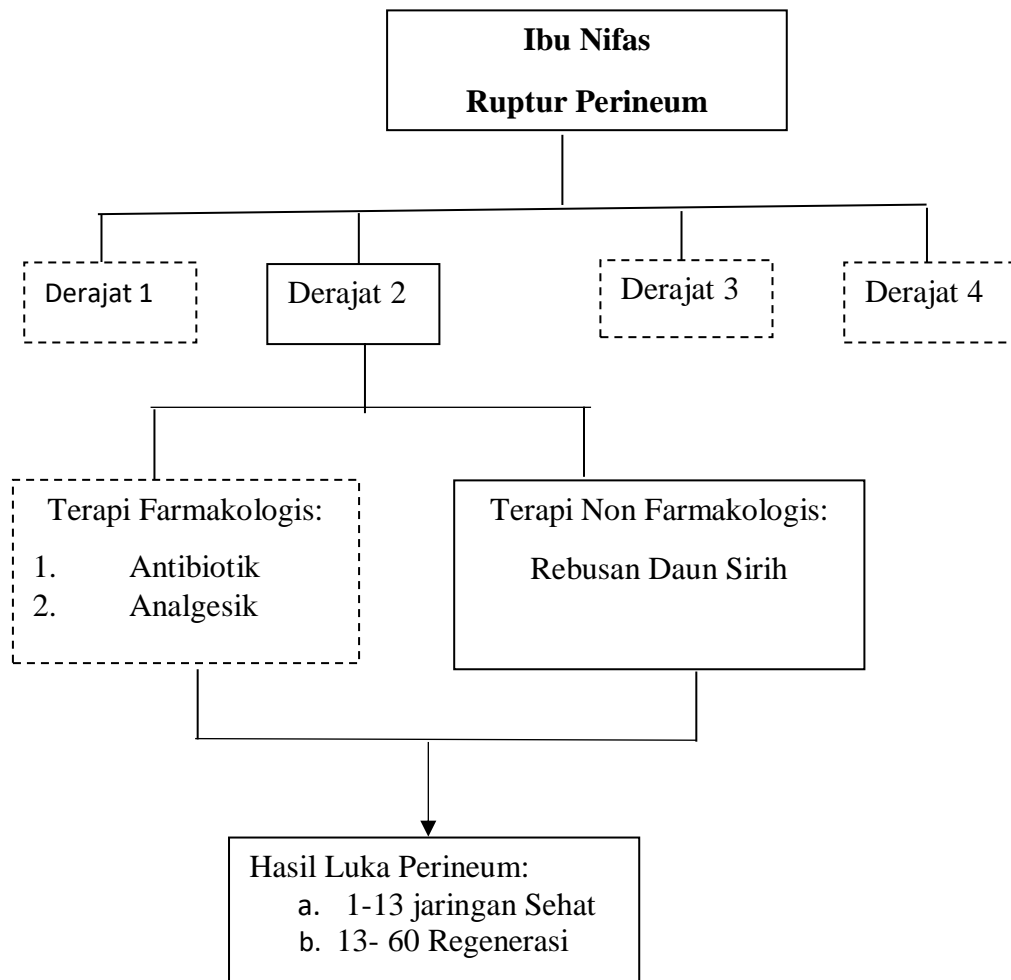 Ibu Nifas
Ruptur Perineum
Derajat 1
Derajat 2
Derajat 3
Derajat 4
Terapi Farmakologis:
1. Antibiotik
2. Analgesik
Terapi Non Farmakologis:
Rebusan Daun Sirih
Hasil Luka Perineum:
a. 1-13 jaringan Sehat
b. 13- 60 Regenerasi